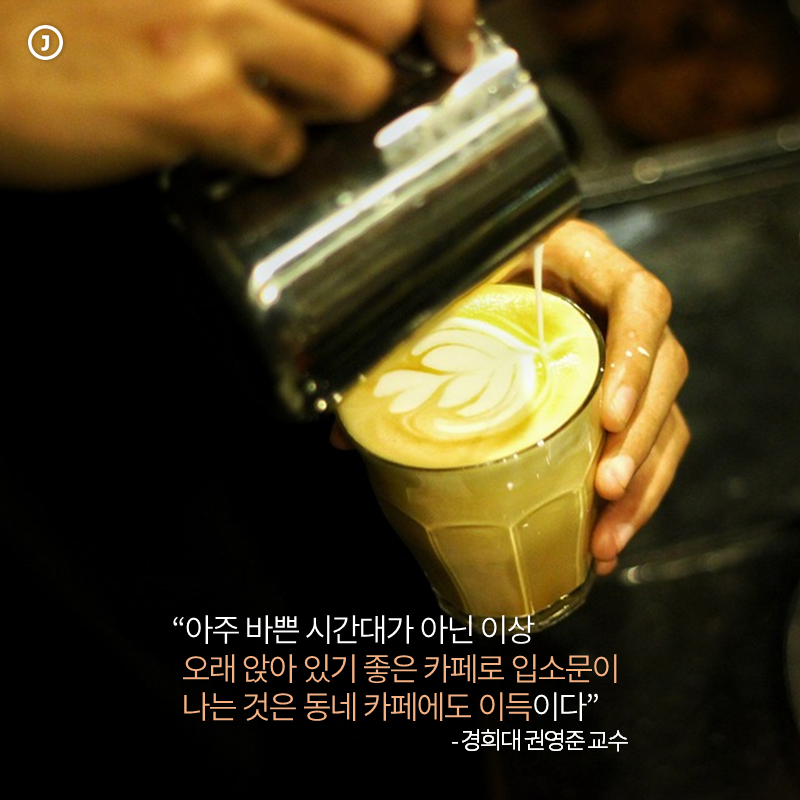 J
“아주 바쁜 시간대가 아닌 이상
오래 앉아 있기 좋은 카페로 입소문이
나는 것은 동네 카페에도 이득이다”
- 경희대 권영준 교수